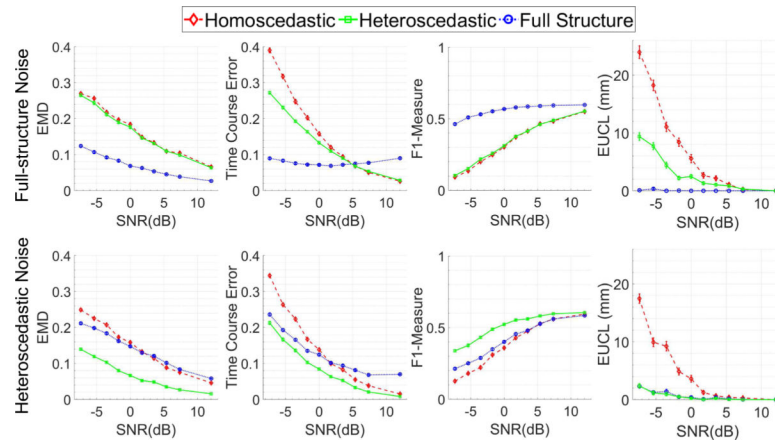 Homoscedastic Heteroscedastic Full Structure
Full-structure Noise
EMD
0.4
0.3
0.2
0.1
0
-5 0 5 10
SNR(dB)
Time Course Error
0.4
0.3
0.2
0.1
0
-5 0 5 10
SNR(dB)
F1-Measure
1
0.5
0
-5 0 5 10
SNR(dB)
EUCL (mm)
20
10
0
-5 0 5 10
SNR(dB)
Heteroscedastic Noise
EMD
0.4
0.3
0.2
0.1
0
-5 0 5 10
SNR(dB)
Time Course Error
0.4
0.3
0.2
0.1
0
-5 0 5 10
SNR(dB)
F1-Measure
1
0.5
0
-5 0 5 10
SNR(dB)
EUCL (mm)
20
10
0
-5 0 5 10
SNR(dB)